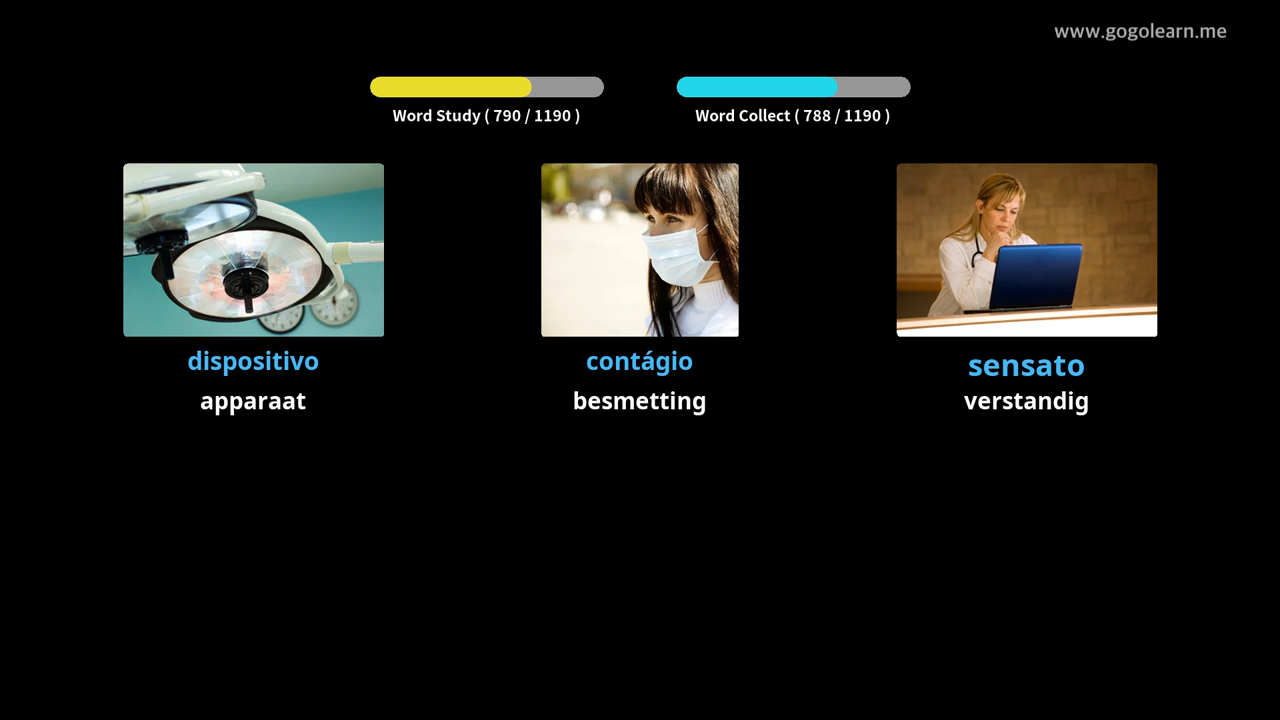 www.gogolearn.me
Word Study ( 790 / 1190 )
Word Collect ( 788 / 1190 )
dispositivo
apparaat
contágio
besmetting
sensato
verstandig